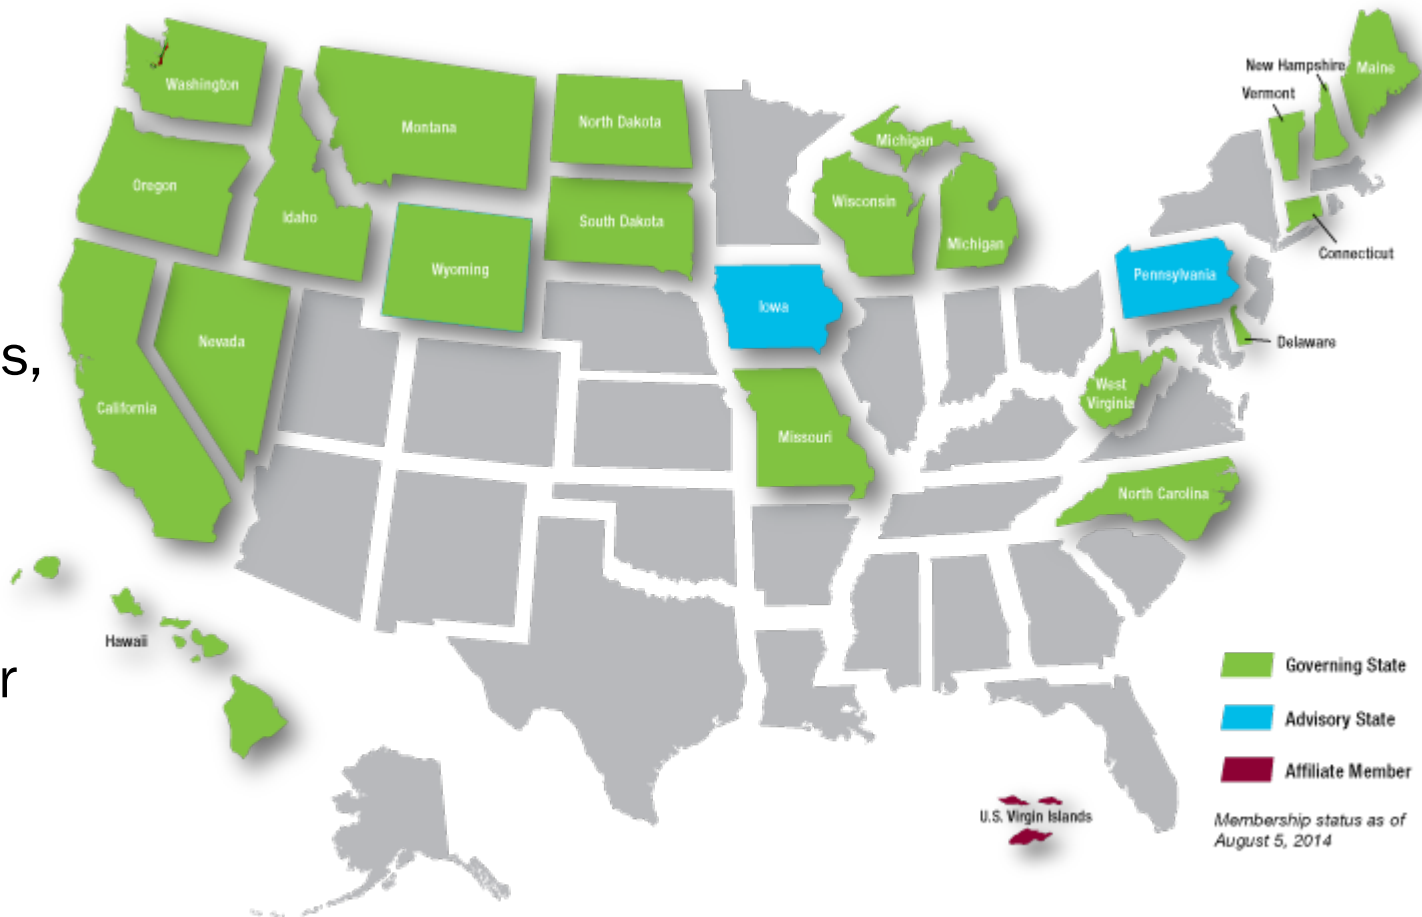 New Hampshire
Maine
Vermont
Washington
Montana
North Dakota
Michigan
Oregon
Idaho
South Dakota
Wisconsin
Michigan
Connecticut
Wyoming
Pennsylvania
Iowa
s,
Nevada
Delaware
California
West
Virginia
Missouri
North Carolina
Hawaii
r
Governing State
Advisory State
Affiliate Member
U.S. Virgin Islands
Membership status as of
August 5, 2014